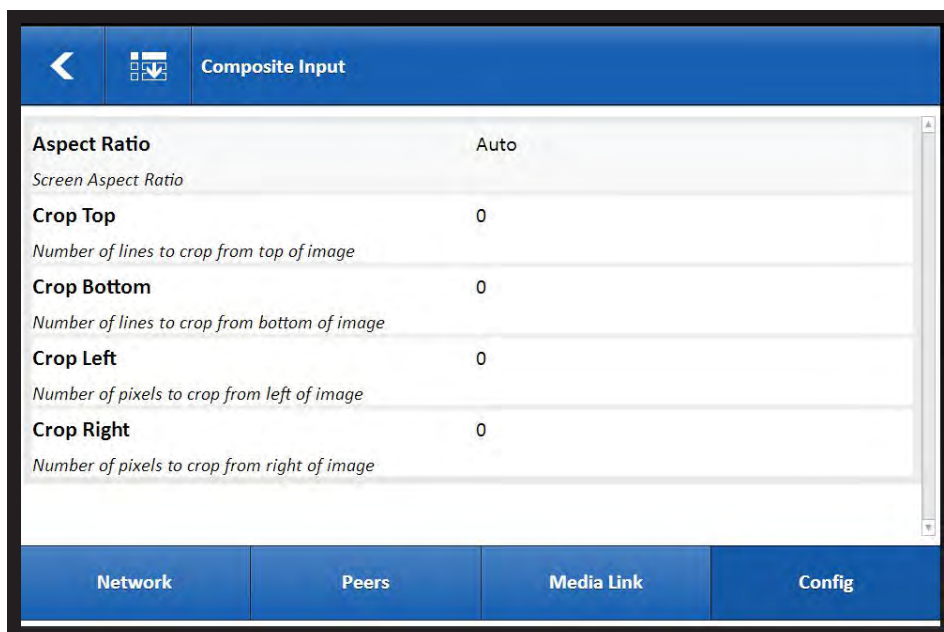 Composite Input
Aspect Ratio Auto
Screen Aspect Ratio
Crop Top 0
Number of lines to crop from top of image
Crop Bottom 0
Number of lines to crop from bottom of image
Crop Left 0
Number of pixels to crop from left of image
Crop Right 0
Number of pixels to crop from right of image
Network Peers Media Link Config